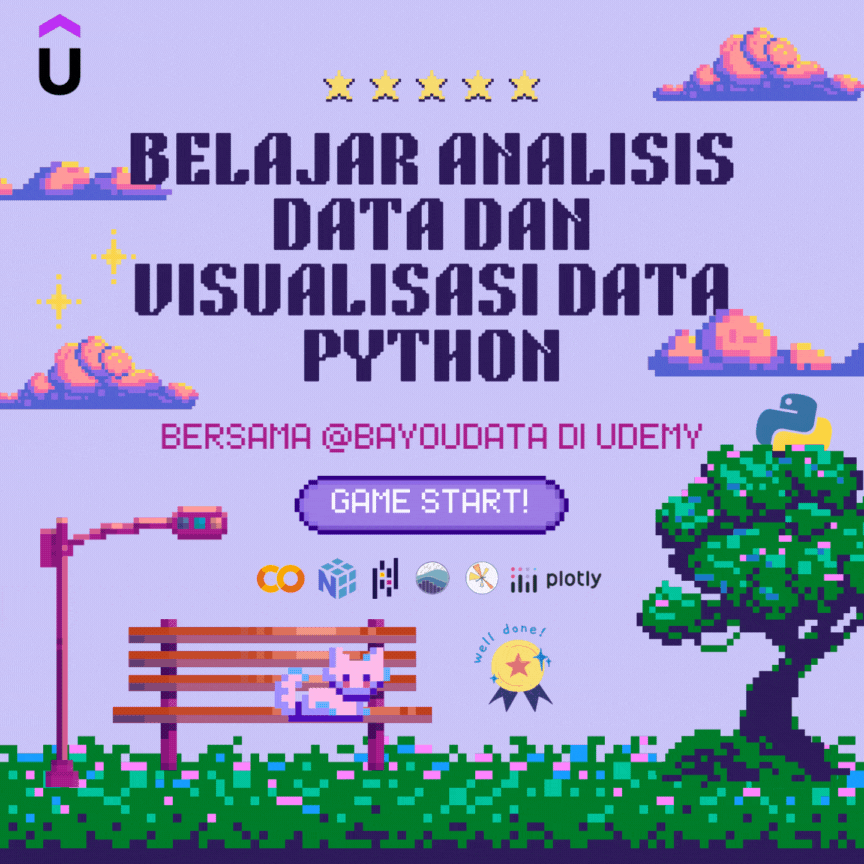 BELAJAR ANALISIS
DATA DAN
VISUALISASI DATA
PYTHON
BERSAMA @BAYOUDATA DI UDEMY
GAME START!
plotly
well done!